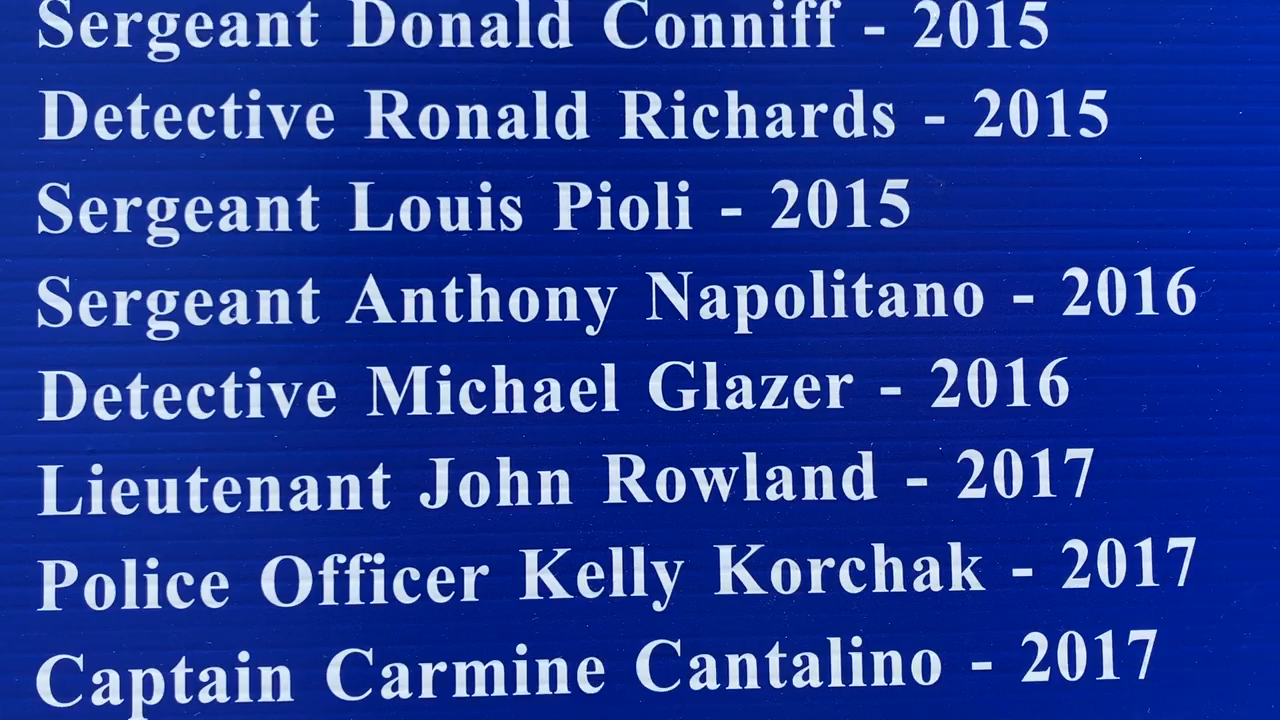 Sergeant Donald Conniff - 2015
Detective Ronald Richards - 2015
Sergeant Louis Pioli - 2015
Sergeant Anthony Napolitano - 2016
Detective Michael Glazer - 2016
Lieutenant John Rowland - 2017
Police Officer Kelly Korchak - 2017
Captain Carmine Cantalino - 2017